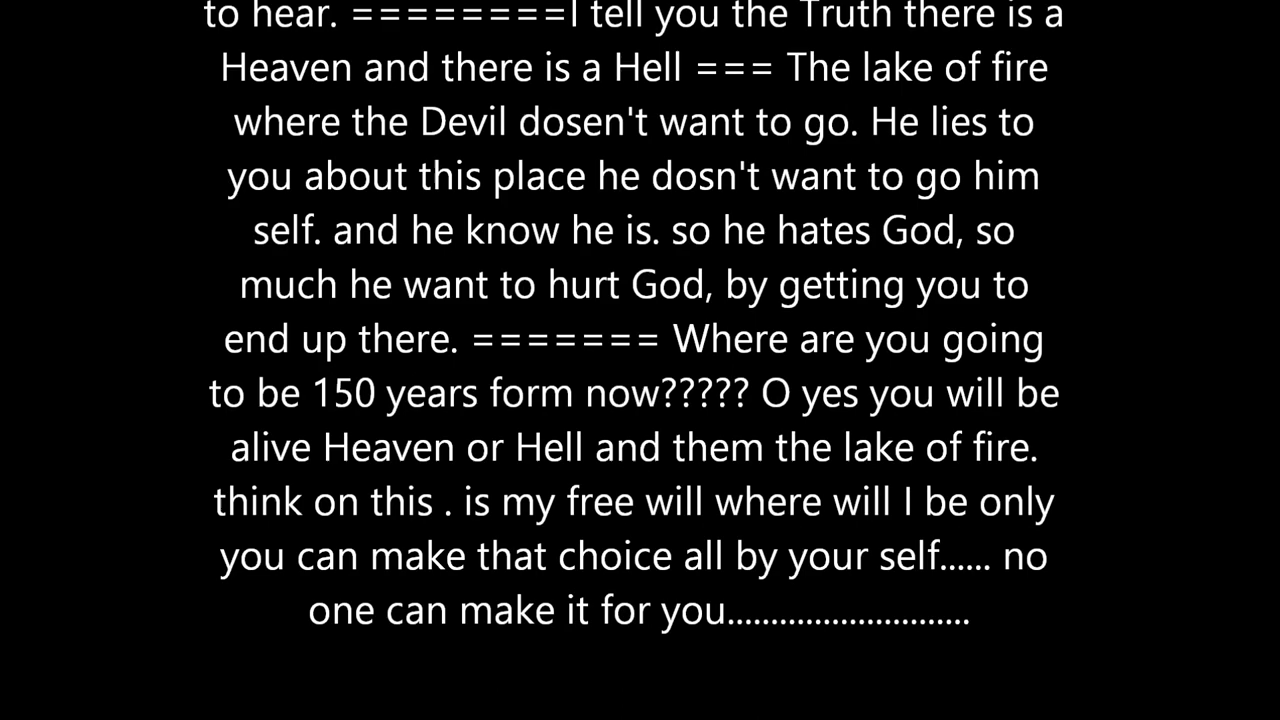 to hear. ========I tell you the Truth there is a
Heaven and there is a Hell === The lake of fire
where the Devil dosen't want to go. He lies to
you about this place he dosn't want to go him
self. and he know he is. so he hates God, so
much he want to hurt God, by getting you to
end up there. ======= Where are you going
to be 150 years form now????? O yes you will be
alive Heaven or Hell and them the lake of fire.
think on this . is my free will where will I be only
you can make that choice all by your self...... no
one can make it for you............................